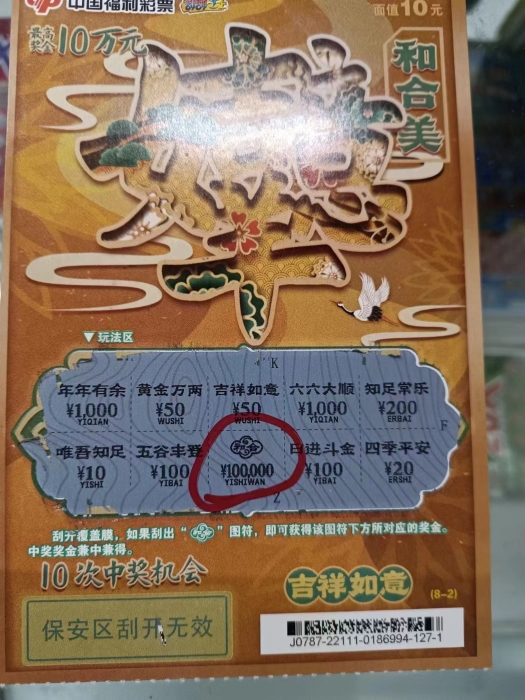 中国福利彩票
面值10元
最高奖金10万元
和合美
▼玩法区
K
年年有余 黄金万两 吉祥如意 六六大顺 知足常乐
¥1,000 ¥50 ¥50 ¥1,000 ¥200
YIQIAN WUSHI WUSHI YIQIAN ERBAI
F
唯吾知足 五谷丰登 日进斗金 四季平安
¥10 ¥100 ¥100,000 ¥100 ¥20
YISHI YIBAI YISHIWAN YIBAI ERSHI
Z
刮开覆盖膜，如果刮出“ ”图符，即可获得该图符下方所对应的奖金。
中奖奖金兼中兼得。
10次中奖机会
吉祥如意
(8-2)
保安区刮开无效
J0787-22111-0186994-127-1